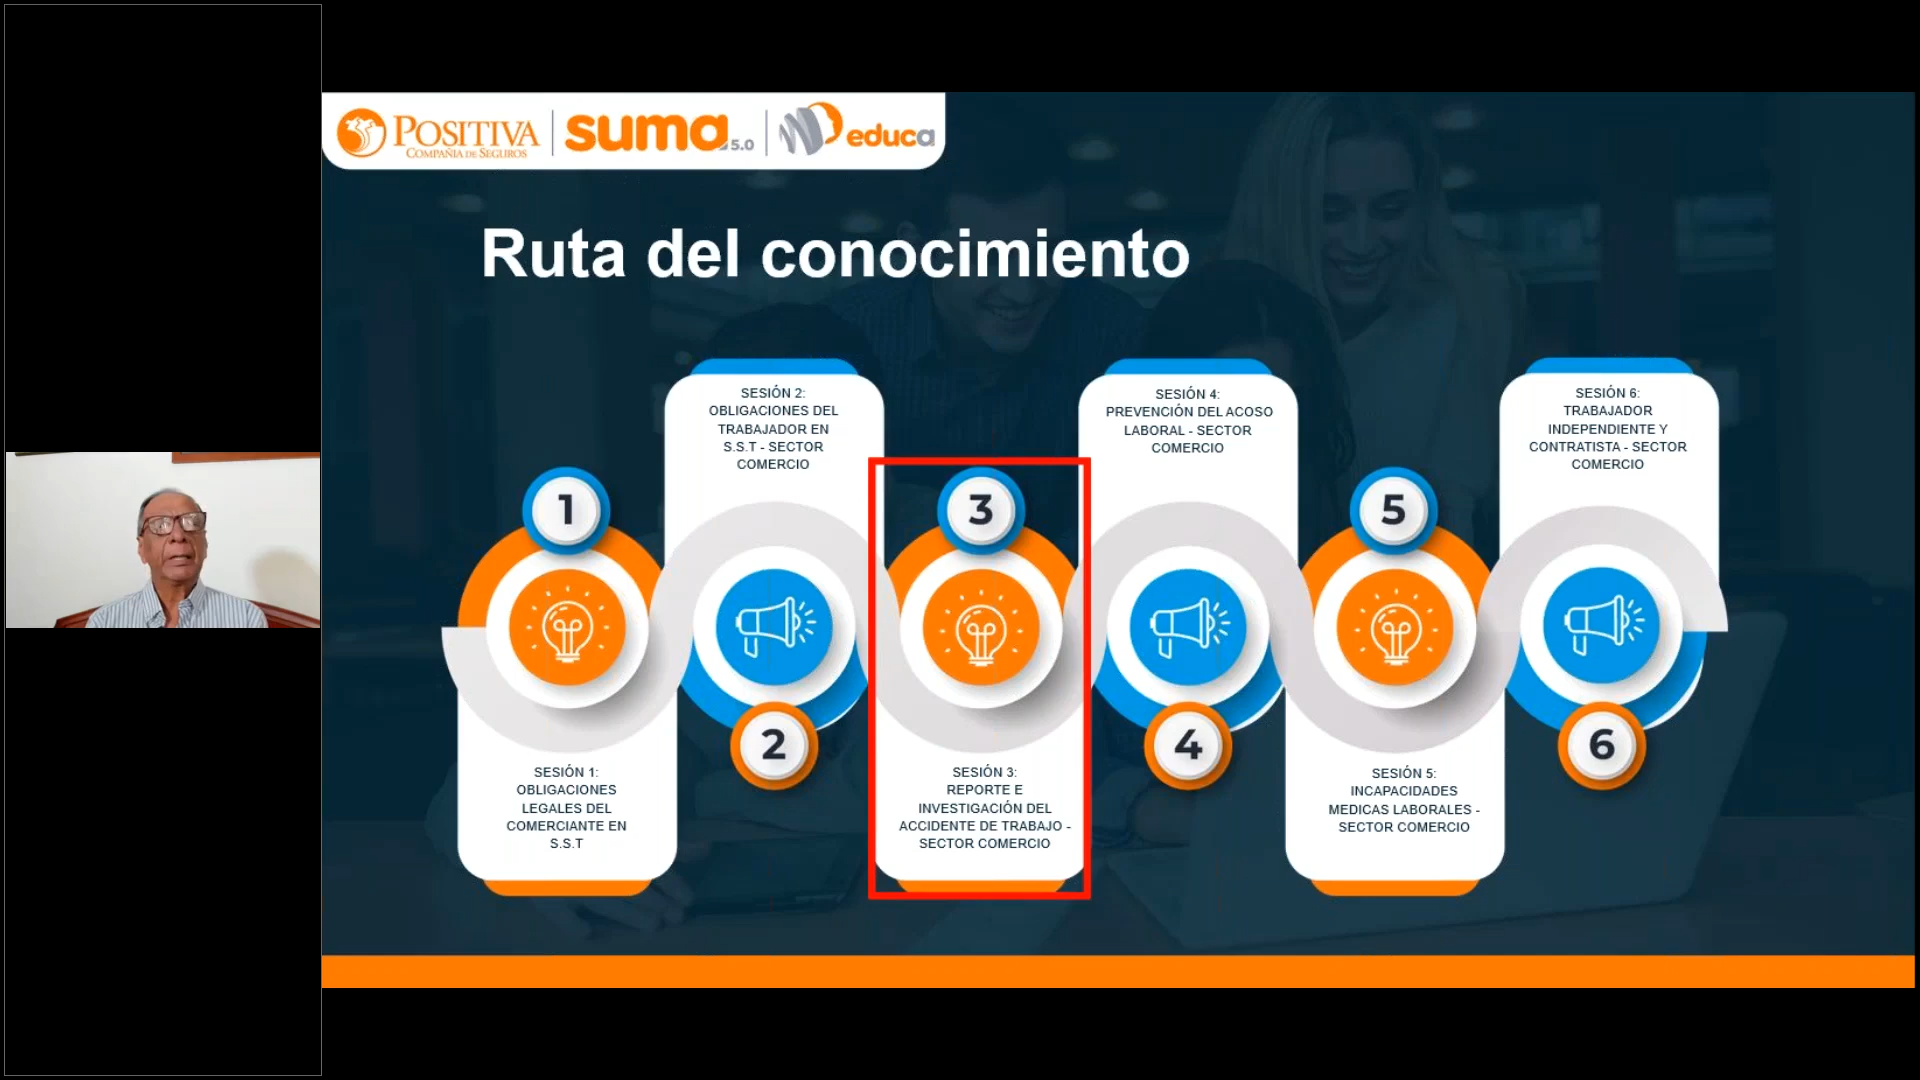 POSITIVA
COMPAÑIA DE SEGUROS
suma 5.0
educa
Ruta del conocimiento
SESIÓN 2:
OBLIGACIONES DEL
TRABAJADOR EN
S.S.T - SECTOR
COMERCIO
SESIÓN 4:
PREVENCIÓN DEL ACOSO
LABORAL - SECTOR
COMERCIO
SESIÓN 6:
TRABAJADOR
INDEPENDIENTE Y
CONTRATISTA - SECTOR
COMERCIO
1
3
5
2
4
6
SESIÓN 1:
OBLIGACIONES
LEGALES DEL
COMERCIANTE EN
S.S.T
SESIÓN 3:
REPORTE E
INVESTIGACIÓN DEL
ACCIDENTE DE TRABAJO -
SECTOR COMERCIO
SESIÓN 5:
INCAPACIDADES
MEDICAS LABORALES -
SECTOR COMERCIO